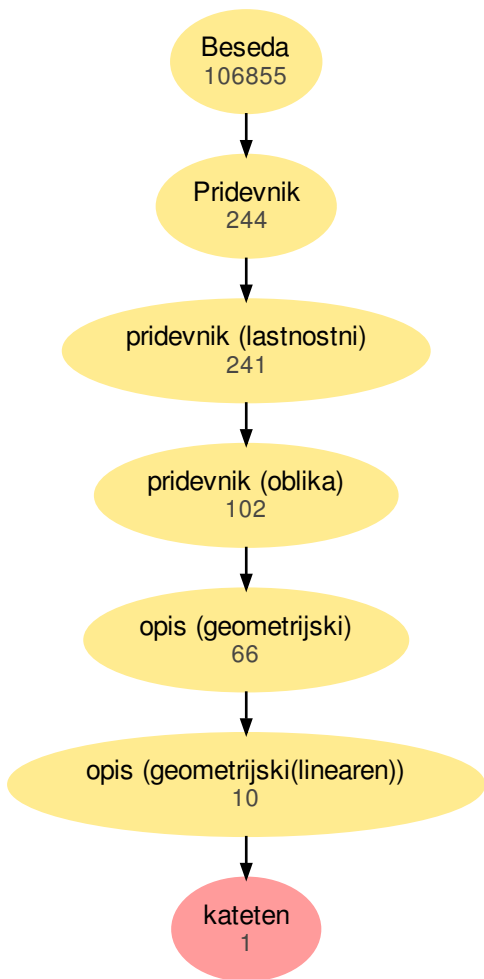 Beseda
106855
Pridevnik
244
pridevnik (lastnostni)
241
pridevnik (oblika)
102
opis (geometrijski)
66
opis (geometrijski(linearen))
10
kateten
1